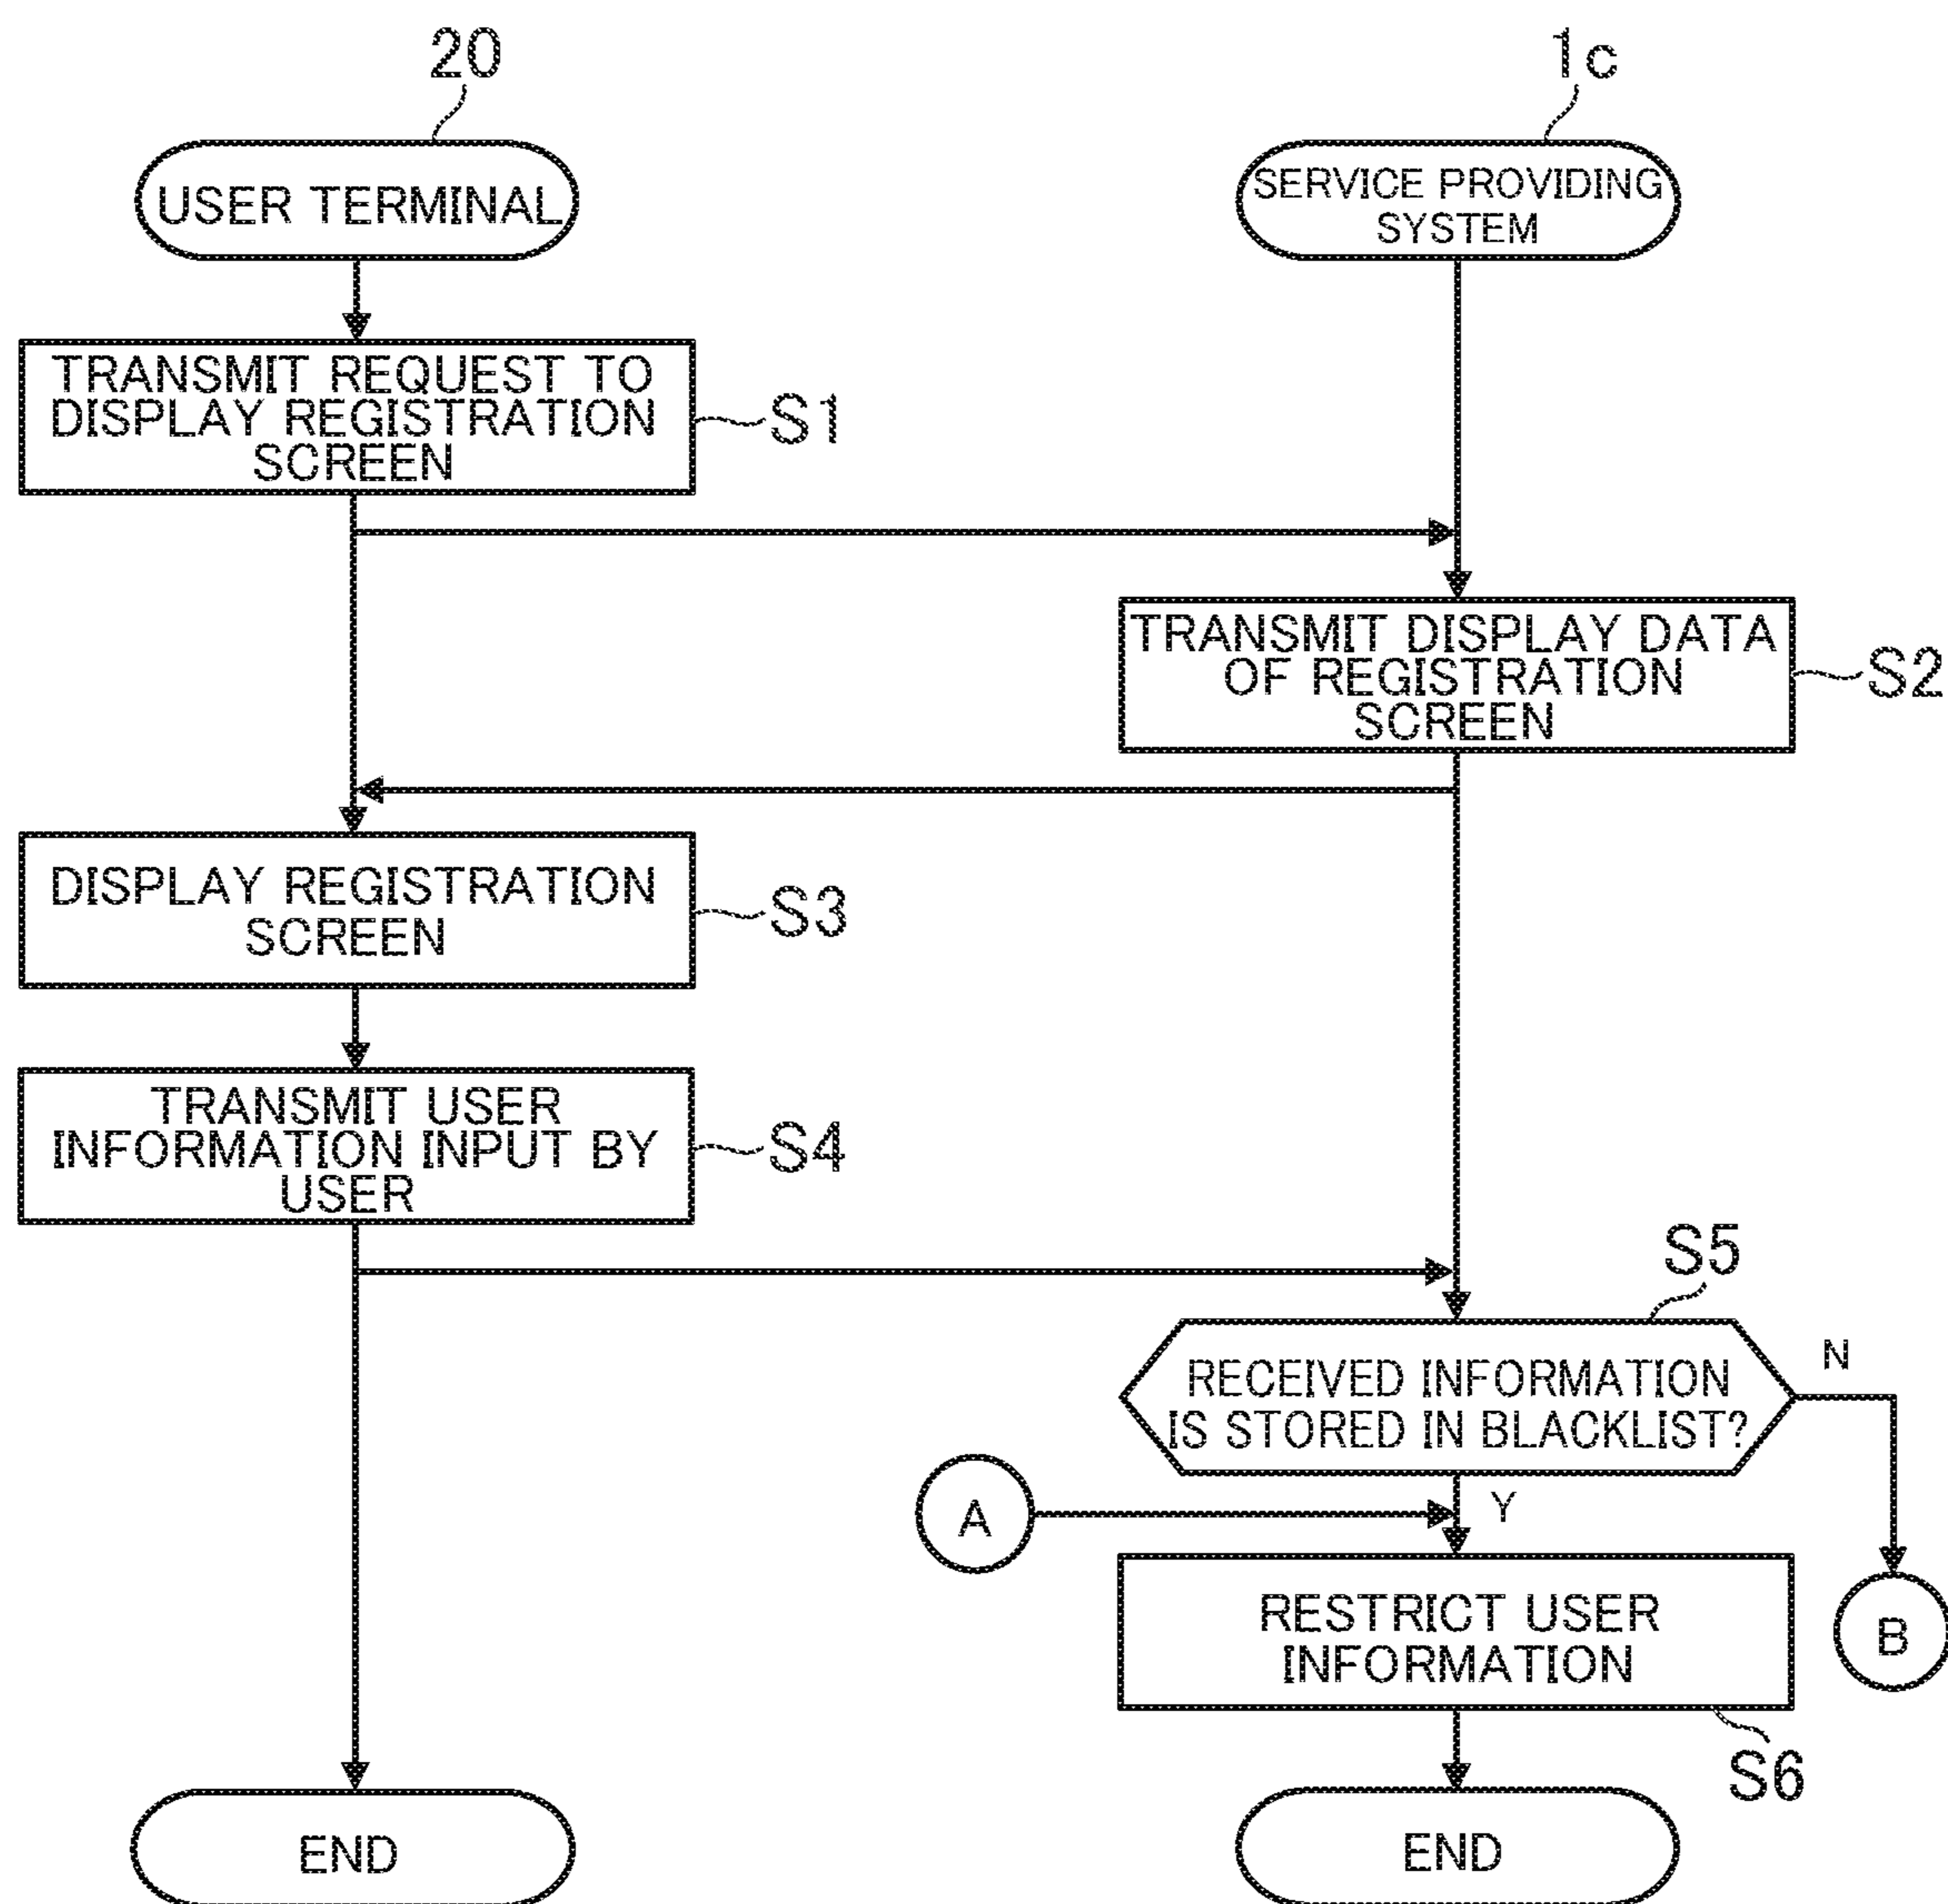 20
1c
USER TERMINAL
SERVICE PROVIDING
SYSTEM
TRANSMIT REQUEST TO
DISPLAY REGISTRATION
SCREEN
S1
TRANSMIT DISPLAY DATA
OF REGISTRATION
SCREEN
S2
DISPLAY REGISTRATION
SCREEN
S3
TRANSMIT USER
INFORMATION INPUT BY
USER
S4
S5
RECEIVED INFORMATION
IS STORED IN BLACKLIST?
N
A
Y
RESTRICT USER
INFORMATION
B
S6
END
END